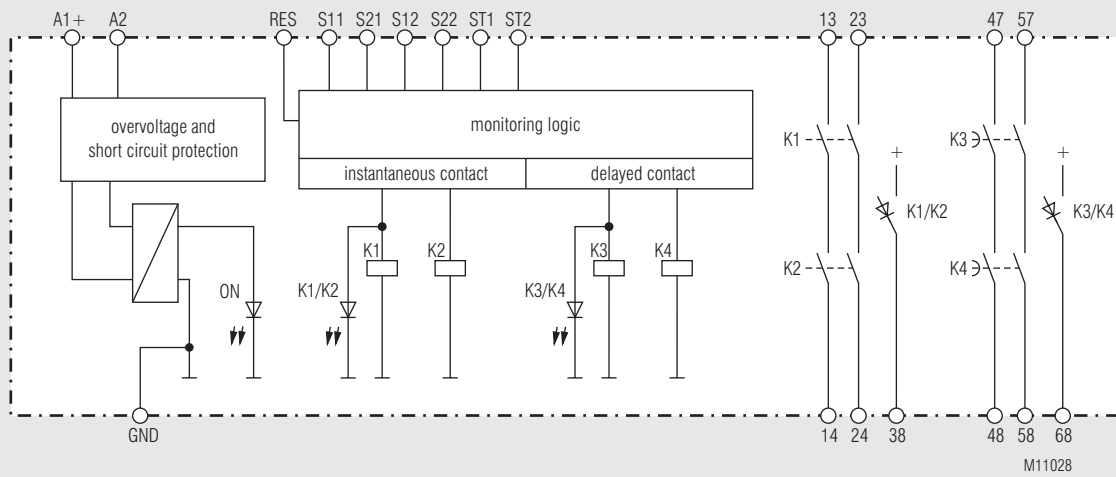 A1+ A2 RES S11 S21 S12 S22 ST1 ST2 13 23 47 57
overvoltage and
short circuit protection
monitoring logic
instantaneous contact delayed contact
K1 K3
+ +
K1/K2 K3/K4
K1 K2 K3 K4
K2 K4
ON K1/K2 K3/K4
GND 14 24 38 48 58 68
M11028